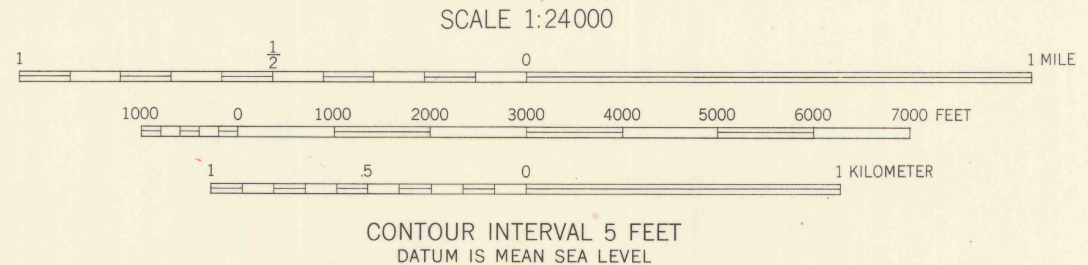 SCALE 1:24000
1 1/2 0 1 MILE
1000 0 1000 2000 3000 4000 5000 6000 7000 FEET
1 .5 0 1 KILOMETER
CONTOUR INTERVAL 5 FEET
DATUM IS MEAN SEA LEVEL